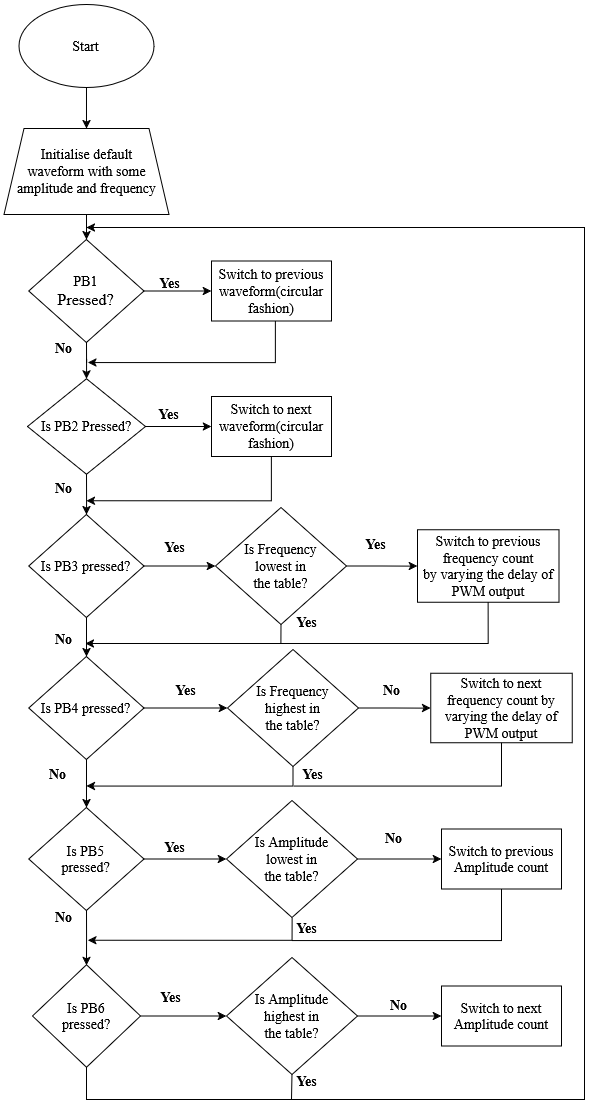 Start
Initialise default
waveform with some
amplitude and frequency
PB1
Pressed?
Yes
Switch to previous
waveform(circular
fashion)
No
Is PB2 Pressed?
Yes
Switch to next
waveform(circular
fashion)
No
Is PB3 pressed?
Yes
Is Frequency
lowest in
the table?
Yes
Switch to previous
frequency count
by varying the delay of
PWM output
Yes
No
Is PB4 pressed?
Yes
Is Frequency
highest in
the table?
No
Switch to next
frequency count by
varying the delay of
PWM output
Yes
No
Is PB5
pressed?
Yes
Is Amplitude
lowest in
the table?
No
Switch to previous
Amplitude count
Yes
No
Is PB6
pressed?
Yes
Is Amplitude
highest in
the table?
No
Switch to next
Amplitude count
Yes